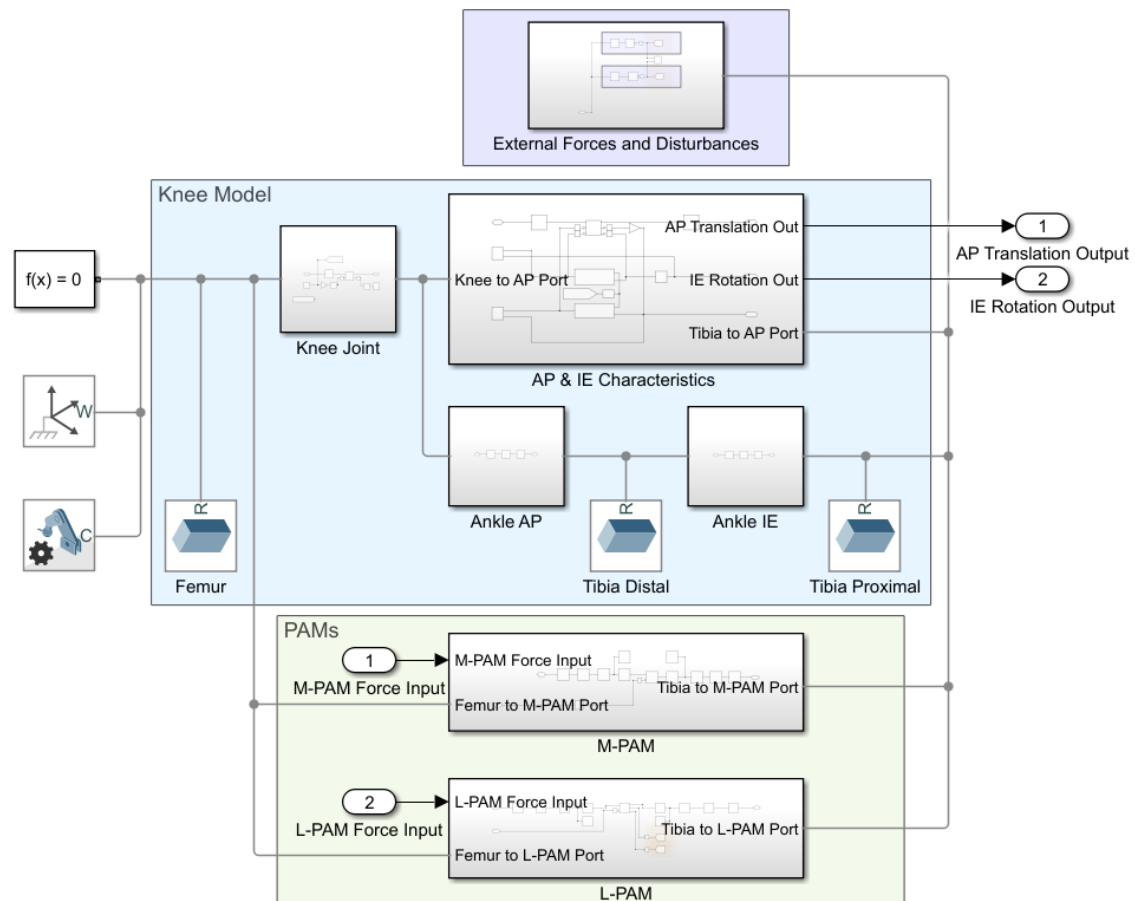 External Forces and Disturbances
Knee Model
AP Translation Out
1
AP Translation Output
f(x) = 0
Knee to AP Port
IE Rotation Out
2
IE Rotation Output
Tibia to AP Port
Knee Joint
AP & IE Characteristics
W
C
R
Femur
Ankle AP
R
Tibia Distal
Ankle IE
R
Tibia Proximal
PAMs
1
M-PAM Force Input
M-PAM Force Input
Tibia to M-PAM Port
Femur to M-PAM Port
M-PAM
2
L-PAM Force Input
L-PAM Force Input
Tibia to L-PAM Port
Femur to L-PAM Port
L-PAM